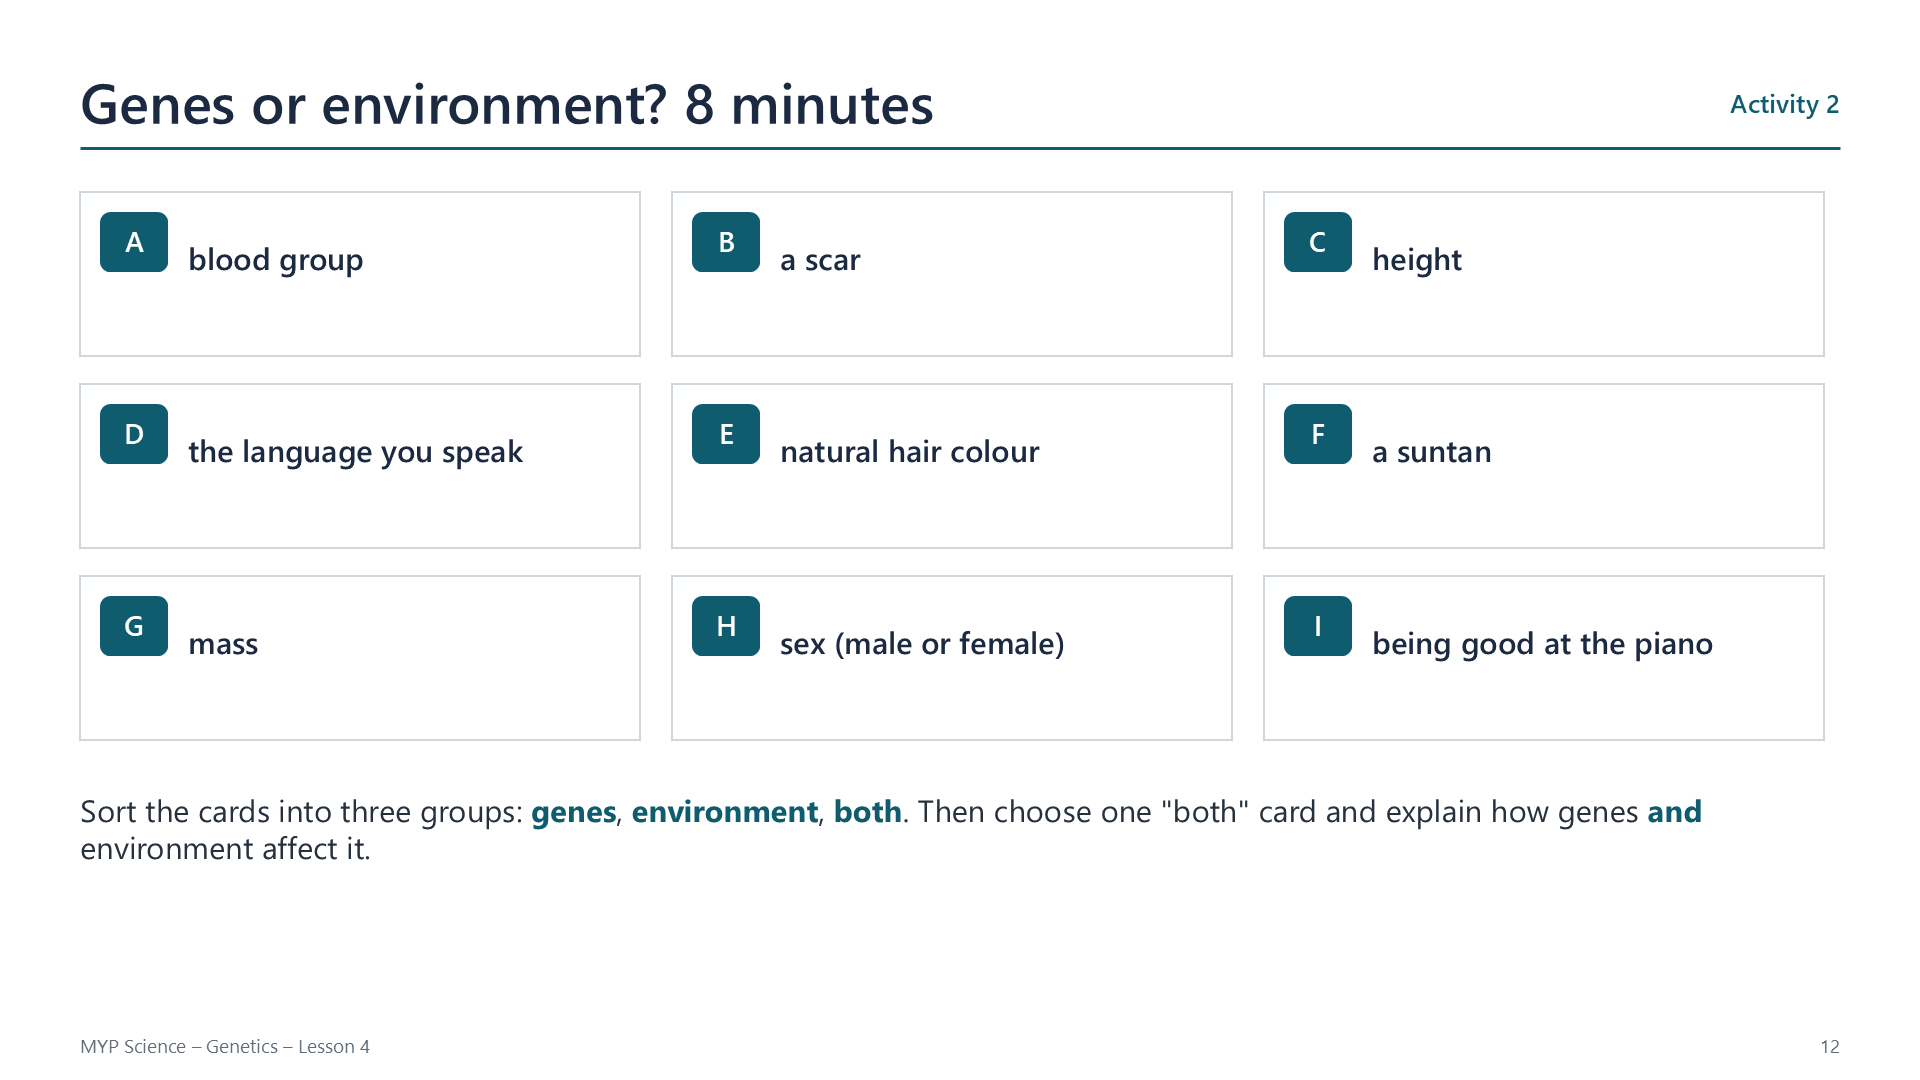 Genes or environment? 8 minutes
Activity 2
A
blood group
B
a scar
C
height
D
the language you speak
E
natural hair colour
F
a suntan
G
mass
H
sex (male or female)
I
being good at the piano
Sort the cards into three groups: genes, environment, both. Then choose one "both" card and explain how genes and
environment affect it.
MYP Science – Genetics – Lesson 4
12